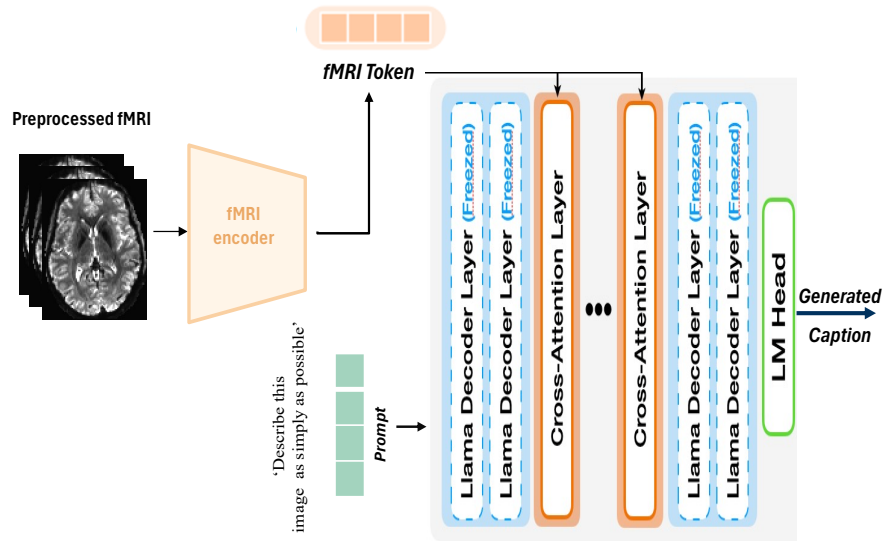 fMRI Token
Preprocessed fMRI
fMRI
encoder
‘Describe this
image as simply as possible’
Prompt
Llama Decoder Layer (Freezed)
Llama Decoder Layer (Freezed)
Cross-Attention Layer
Cross-Attention Layer
Llama Decoder Layer (Freezed)
Llama Decoder Layer (Freezed)
LM Head
Generated
Caption